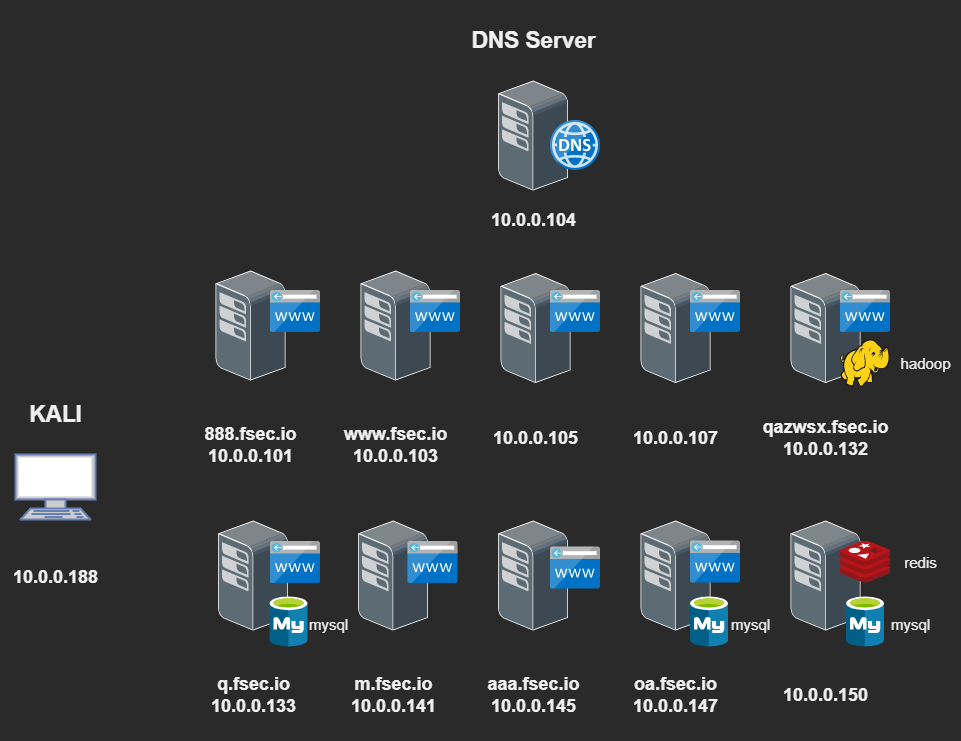 DNS Server
DNS
10.0.0.104
www
www
www
www
www
hadoop
888.fsec.io
10.0.0.101
www.fsec.io
10.0.0.103
10.0.0.105
10.0.0.107
qazwsx.fsec.io
10.0.0.132
KALI
10.0.0.188
www
My
mysql
www
www
www
My
mysql
redis
My
mysql
q.fsec.io
10.0.0.133
m.fsec.io
10.0.0.141
aaa.fsec.io
10.0.0.145
oa.fsec.io
10.0.0.147
10.0.0.150